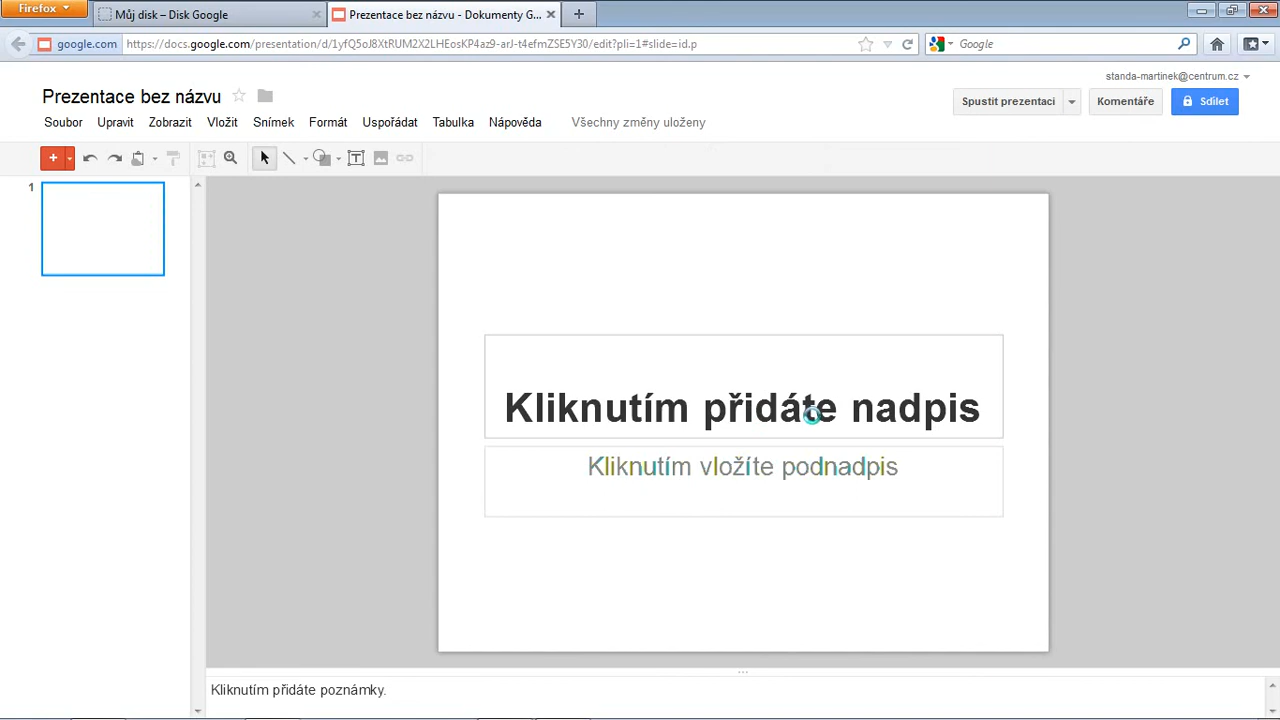 Firefox
Můj disk – Disk Google
Prezentace bez názvu - Dokumenty G...
google.com
https://docs.google.com/presentation/d/1yfQ5oJ8XtRUM2X2LHEosKP4az9-arJ-t4efmZSE5Y30/edit?pli=1#slide=id.p
Google
standa-martinek@centrum.cz
Prezentace bez názvu
Spustit prezentaci
Komentáře
Sdílet
Soubor Upravit Zobrazit Vložit Snímek Formát Uspořádat Tabulka Nápověda Všechny změny uloženy
1
Kliknutím přidáte nadpis
Kliknutím vložíte podnadpis
Kliknutím přidáte poznámky.